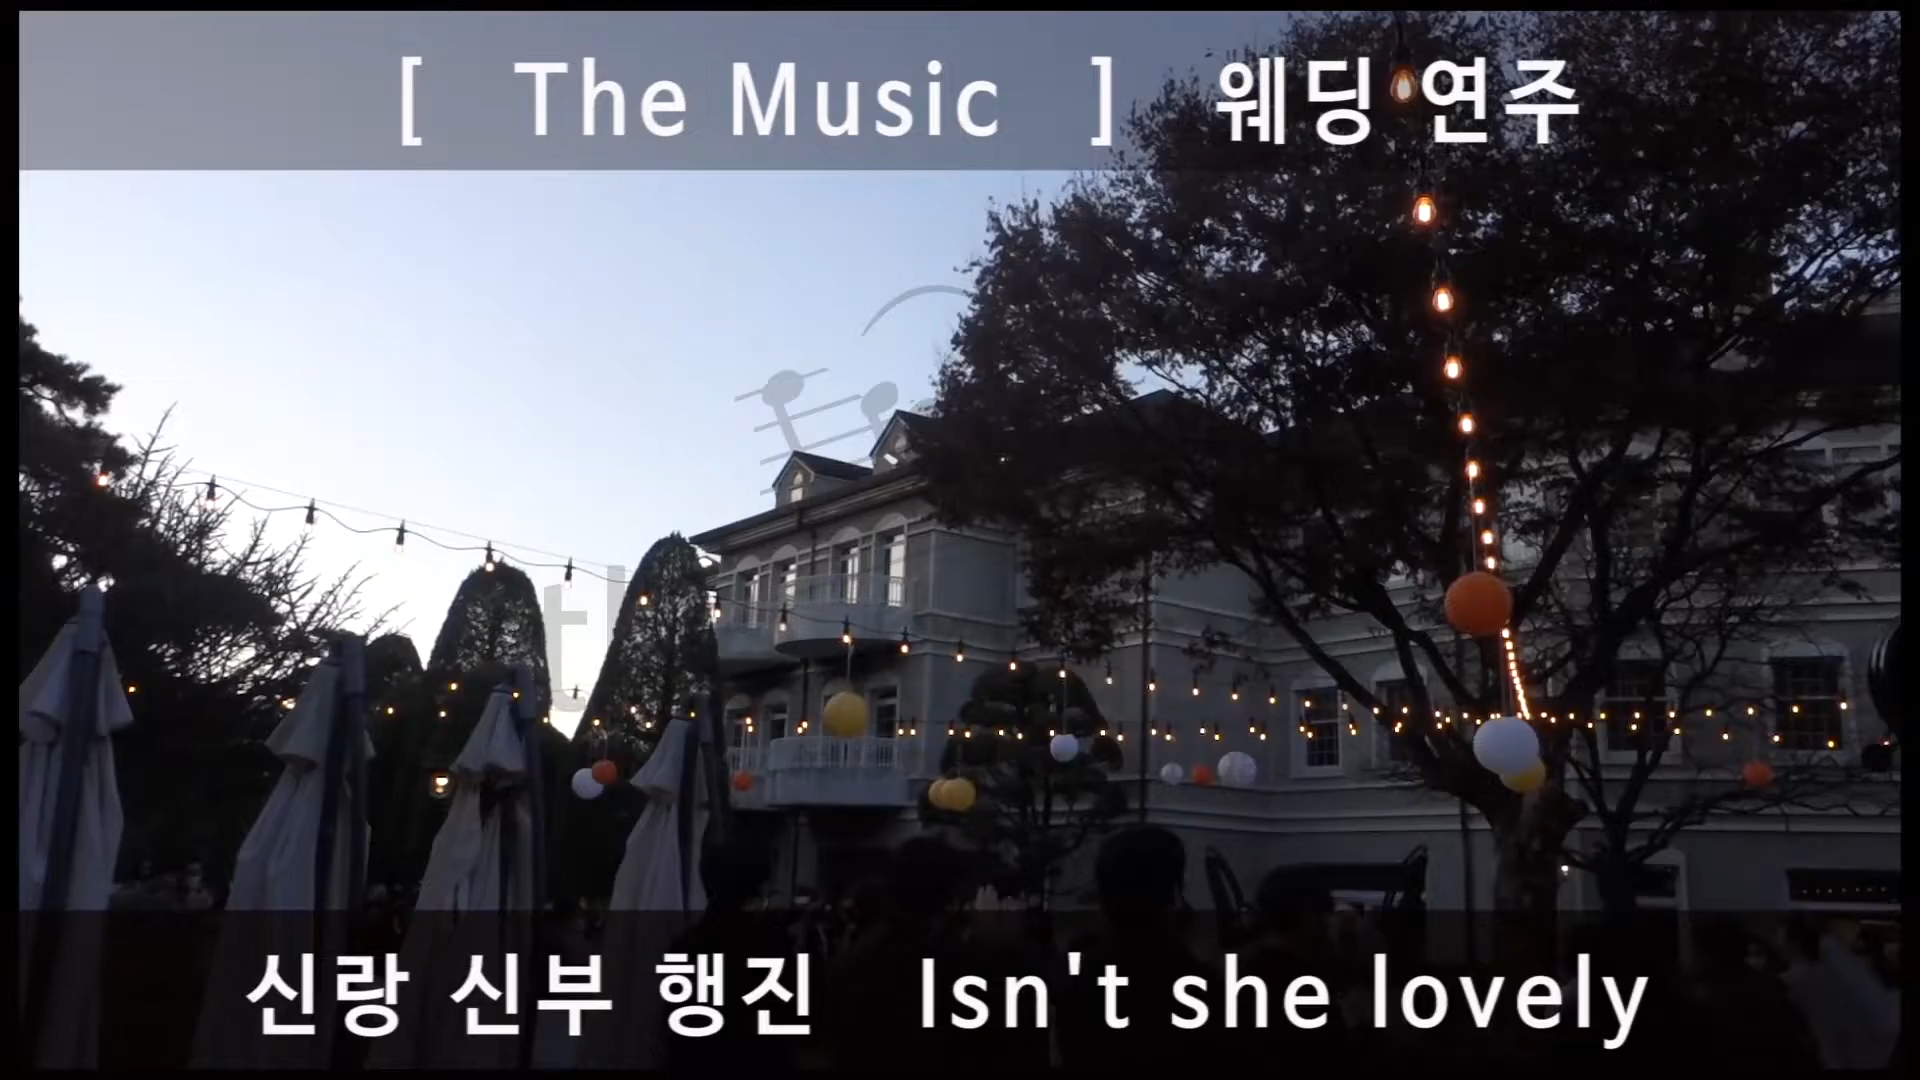 [ The Music ] 웨딩 연주
신랑 신부 행진 Isn't she lovely